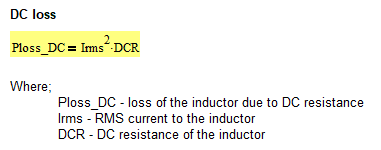 DC loss
Ploss_DC = Irms²·DCR
Where;
Ploss_DC - loss of the inductor due to DC resistance
Irms - RMS current to the inductor
DCR - DC resistance of the inductor